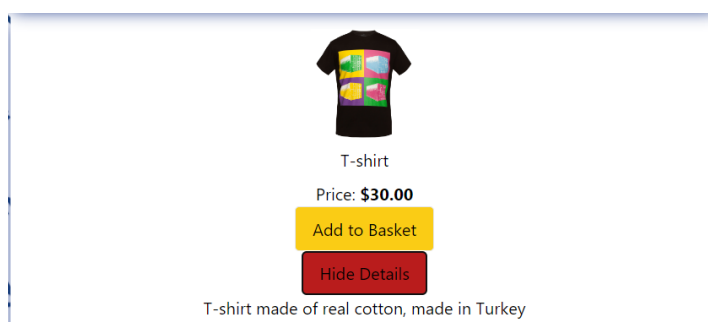 T-shirt
Price: $30.00
Add to Basket
Hide Details
T-shirt made of real cotton, made in Turkey